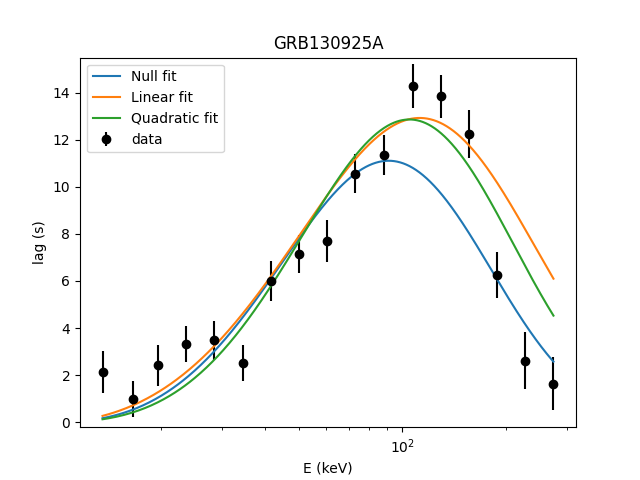 GRB130925A
Null fit
Linear fit
Quadratic fit
data
lag (s)
14
12
10
8
6
4
2
0
10²
E (keV)